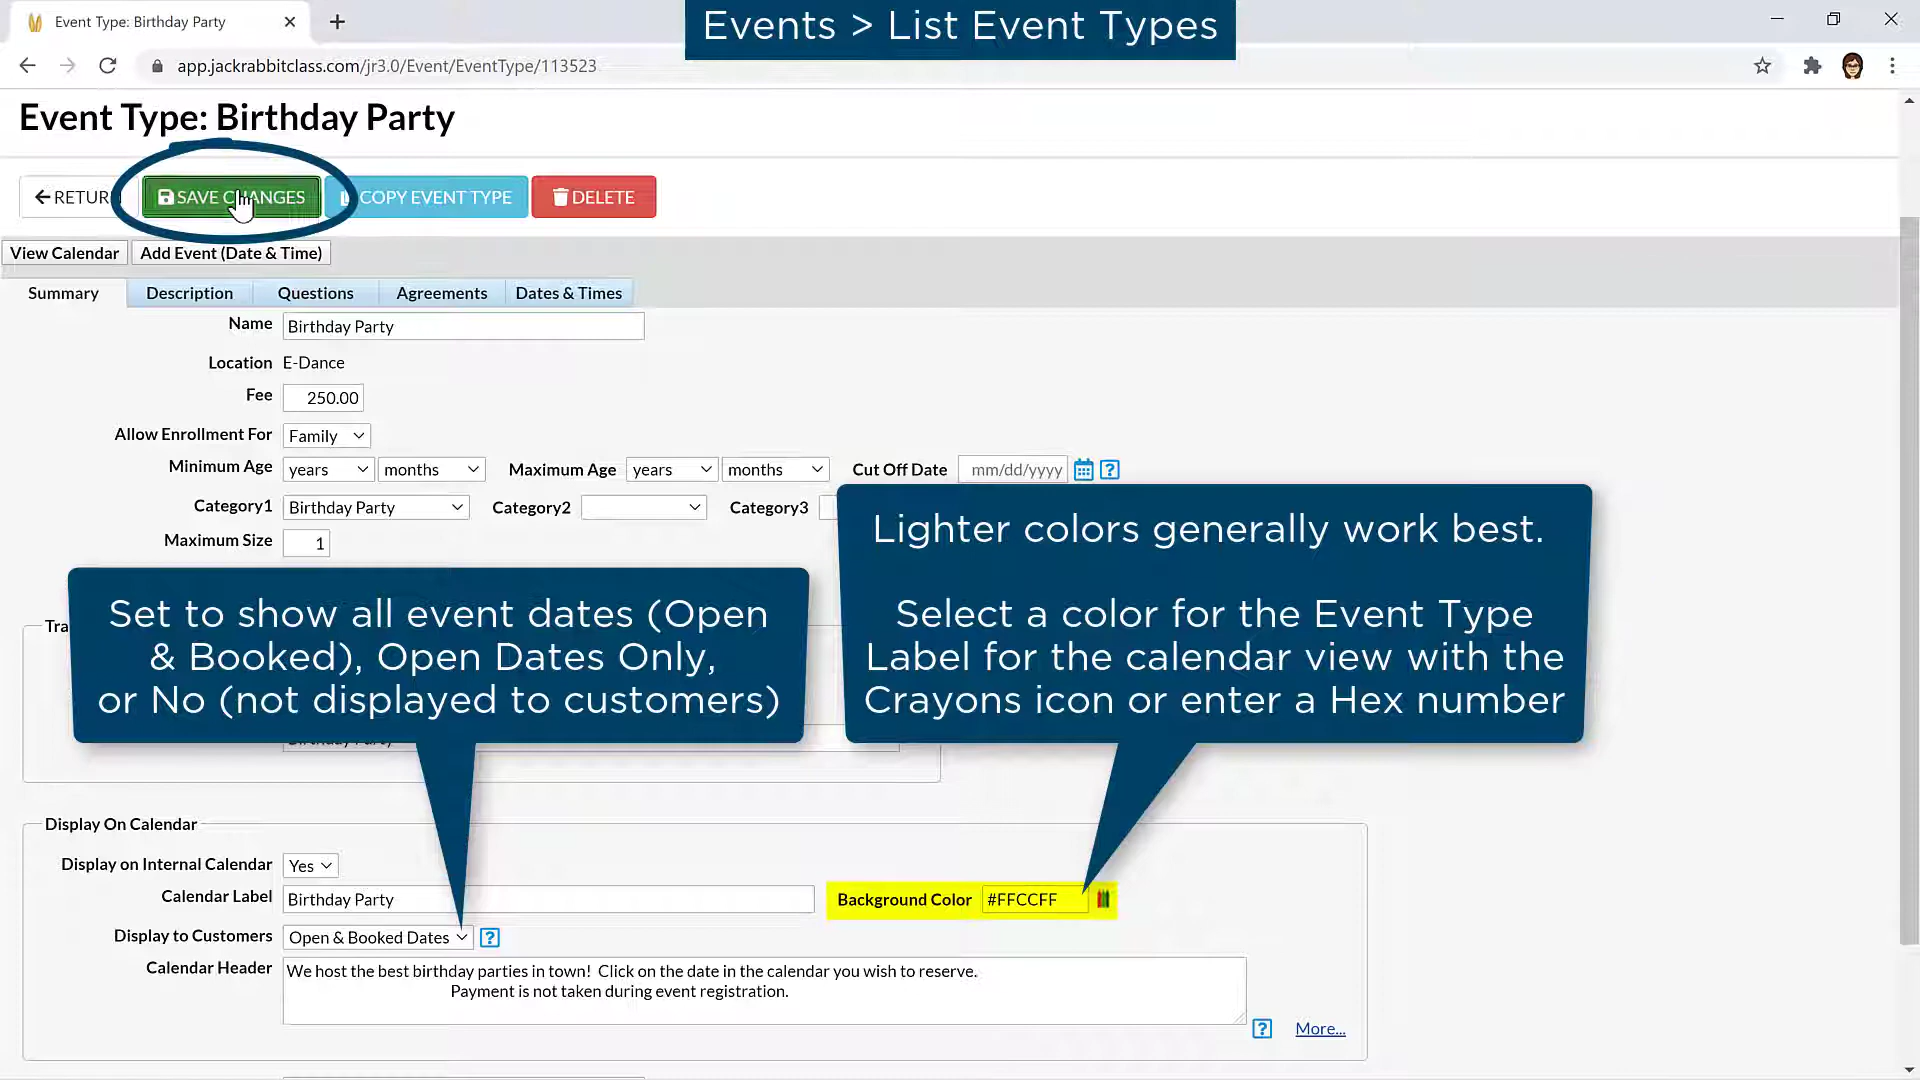 Event Type: Birthday Party
Events > List Event Types
app.jackrabbitclass.com/jr3.0/Event/EventType/113523
Event Type: Birthday Party
RETURN SAVE CHANGES COPY EVENT TYPE DELETE
View Calendar Add Event (Date & Time)
Summary Description Questions Agreements Dates & Times
Name Birthday Party
Location E-Dance
Fee 250.00
Allow Enrollment For Family
Minimum Age years months Maximum Age years months Cut Off Date mm/dd/yyyy ?
Category1 Birthday Party Category2 Category3
Maximum Size 1
Lighter colors generally work best.
Select a color for the Event Type
Label for the calendar view with the
Crayons icon or enter a Hex number
Set to show all event dates (Open
& Booked), Open Dates Only,
or No (not displayed to customers)
Tra
Birthday Party
Display On Calendar
Display on Internal Calendar Yes
Calendar Label Birthday Party Background Color #FFCCFF
Display to Customers Open & Booked Dates ?
Calendar Header We host the best birthday parties in town! Click on the date in the calendar you wish to reserve.
Payment is not taken during event registration.
? More...